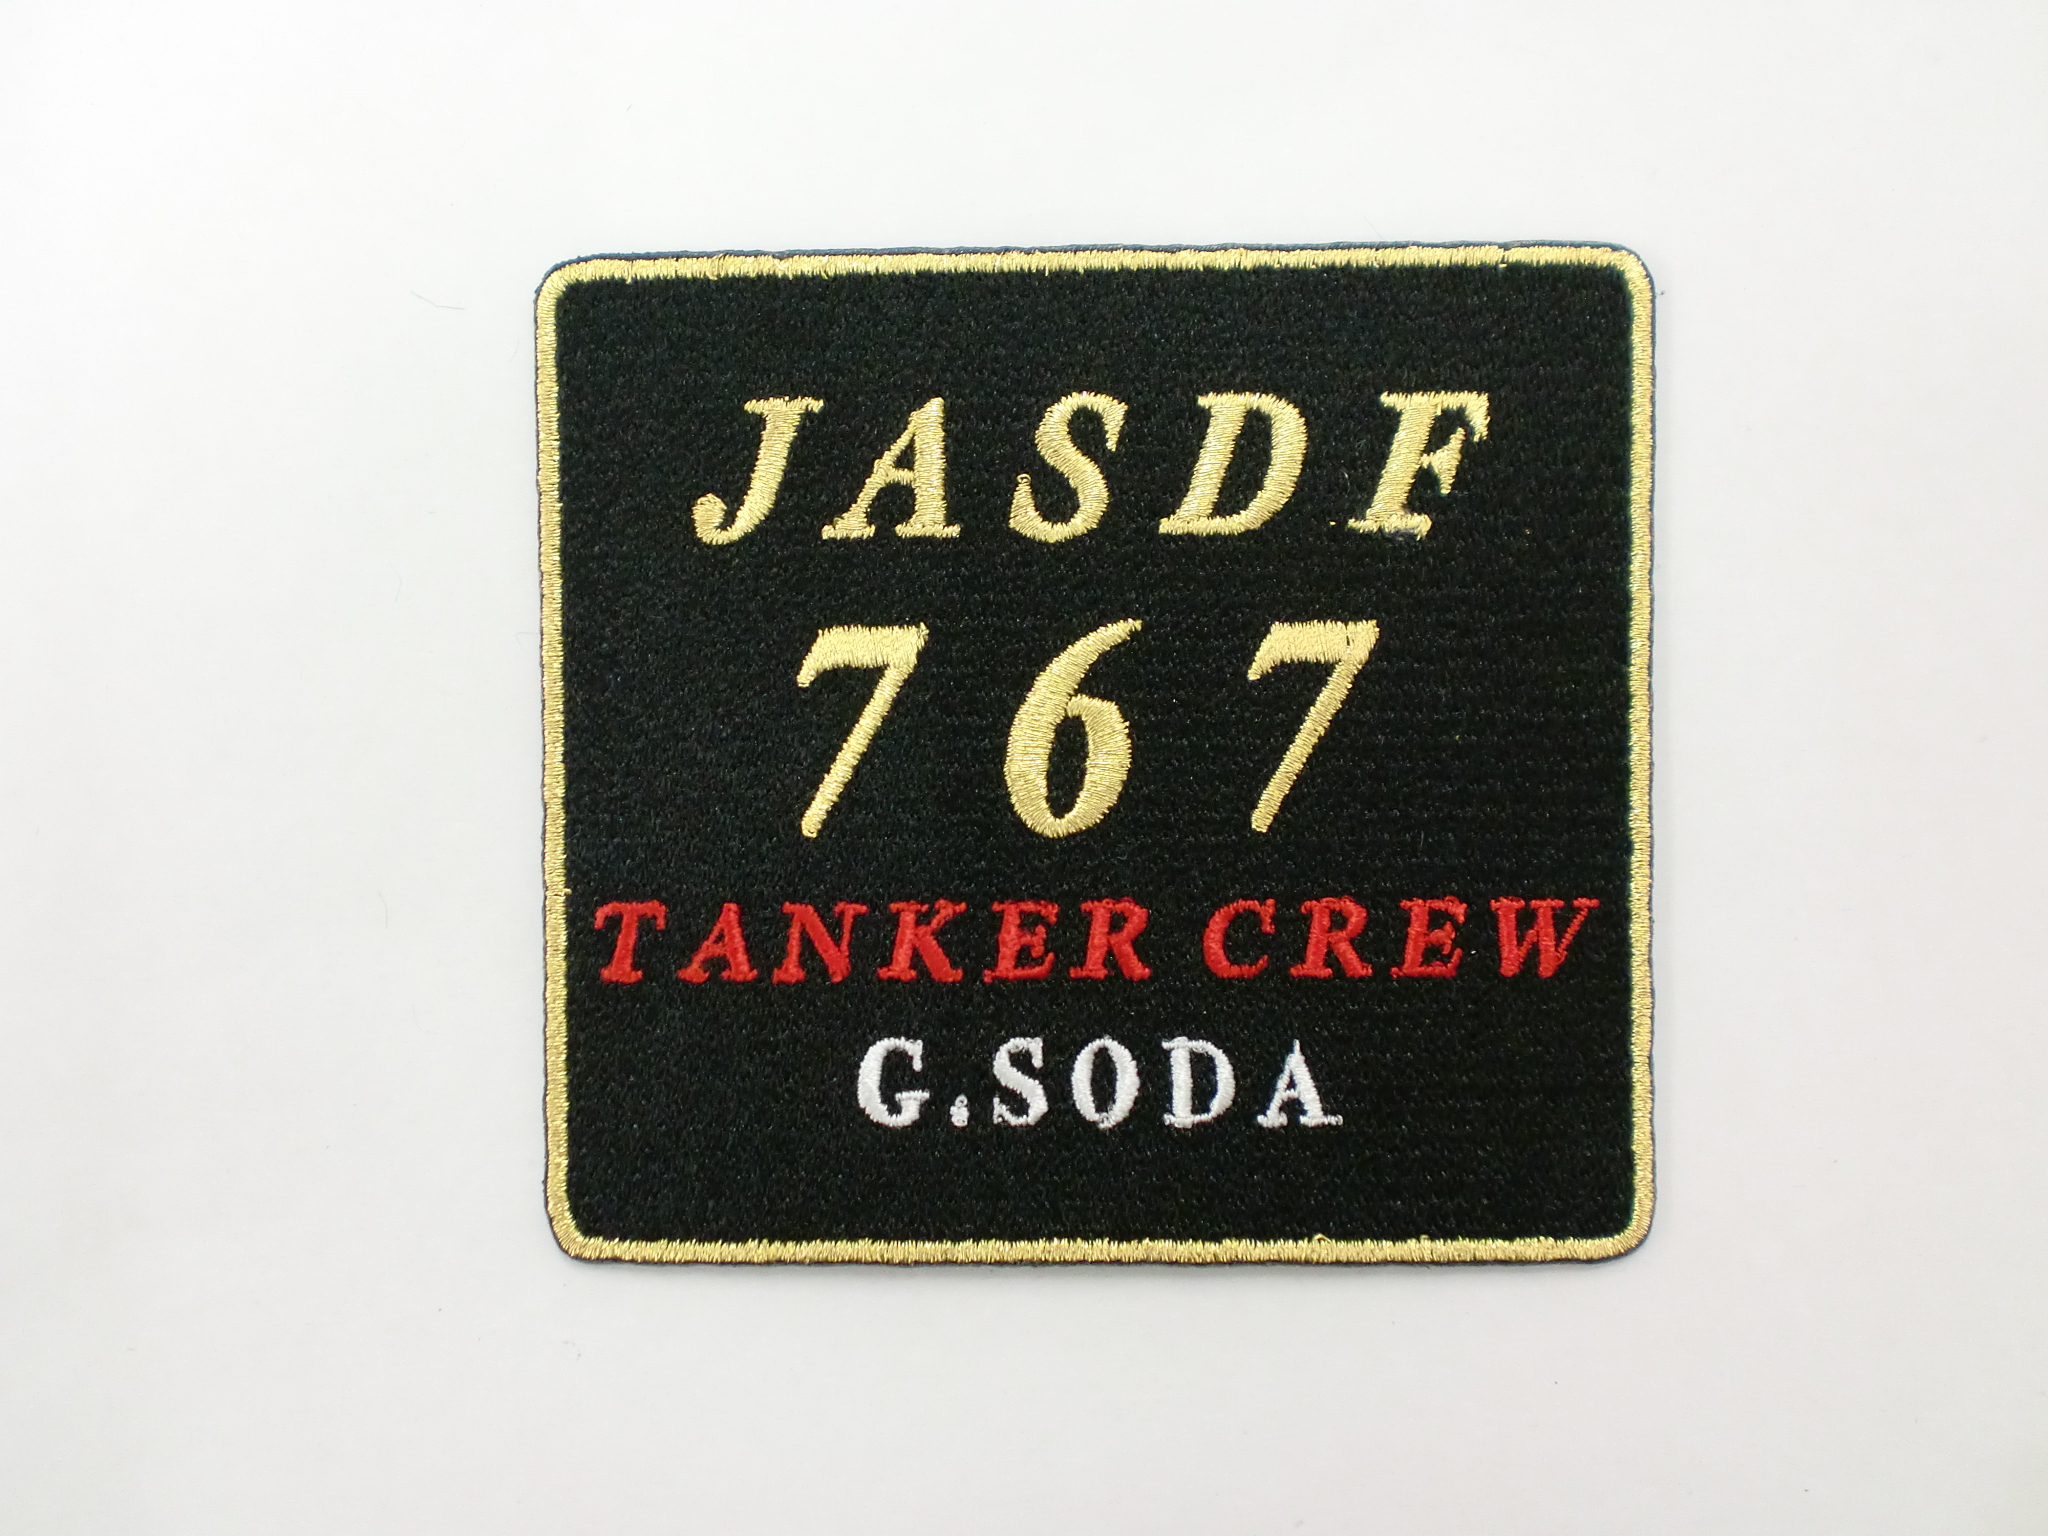 JASDF
767
TANKER CREW
G.SODA